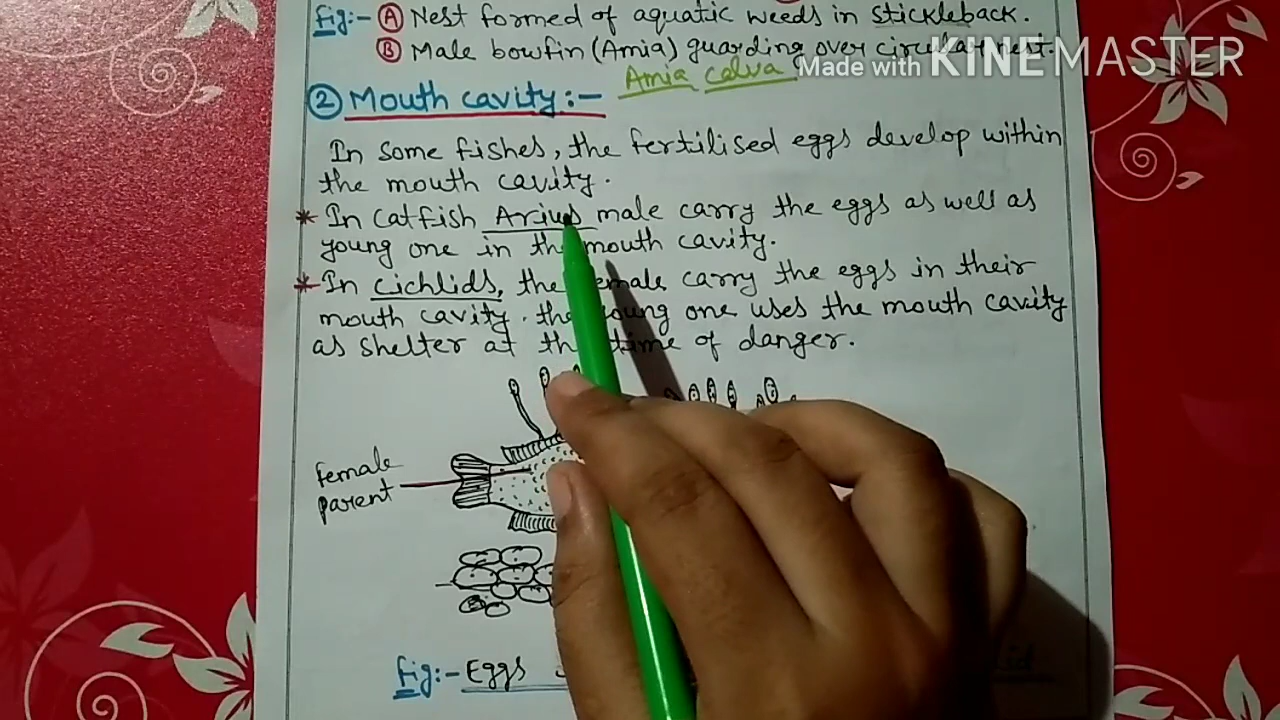 Fig:- Ⓐ Nest formed of aquatic weeds in stickleback.
Ⓑ Male bowfin (Amia) guarding over circular nest.
Amia calva
Made with KINEMASTER
② Mouth cavity:-
In some fishes, the fertilised eggs develop within
the mouth cavity.
* In catfish Arius male carry the eggs as well as
young one in the mouth cavity.
* In cichlids, the female carry the eggs in their
mouth cavity. the young one uses the mouth cavity
as shelter at the time of danger.
Female
parent
Fig:- Eggs